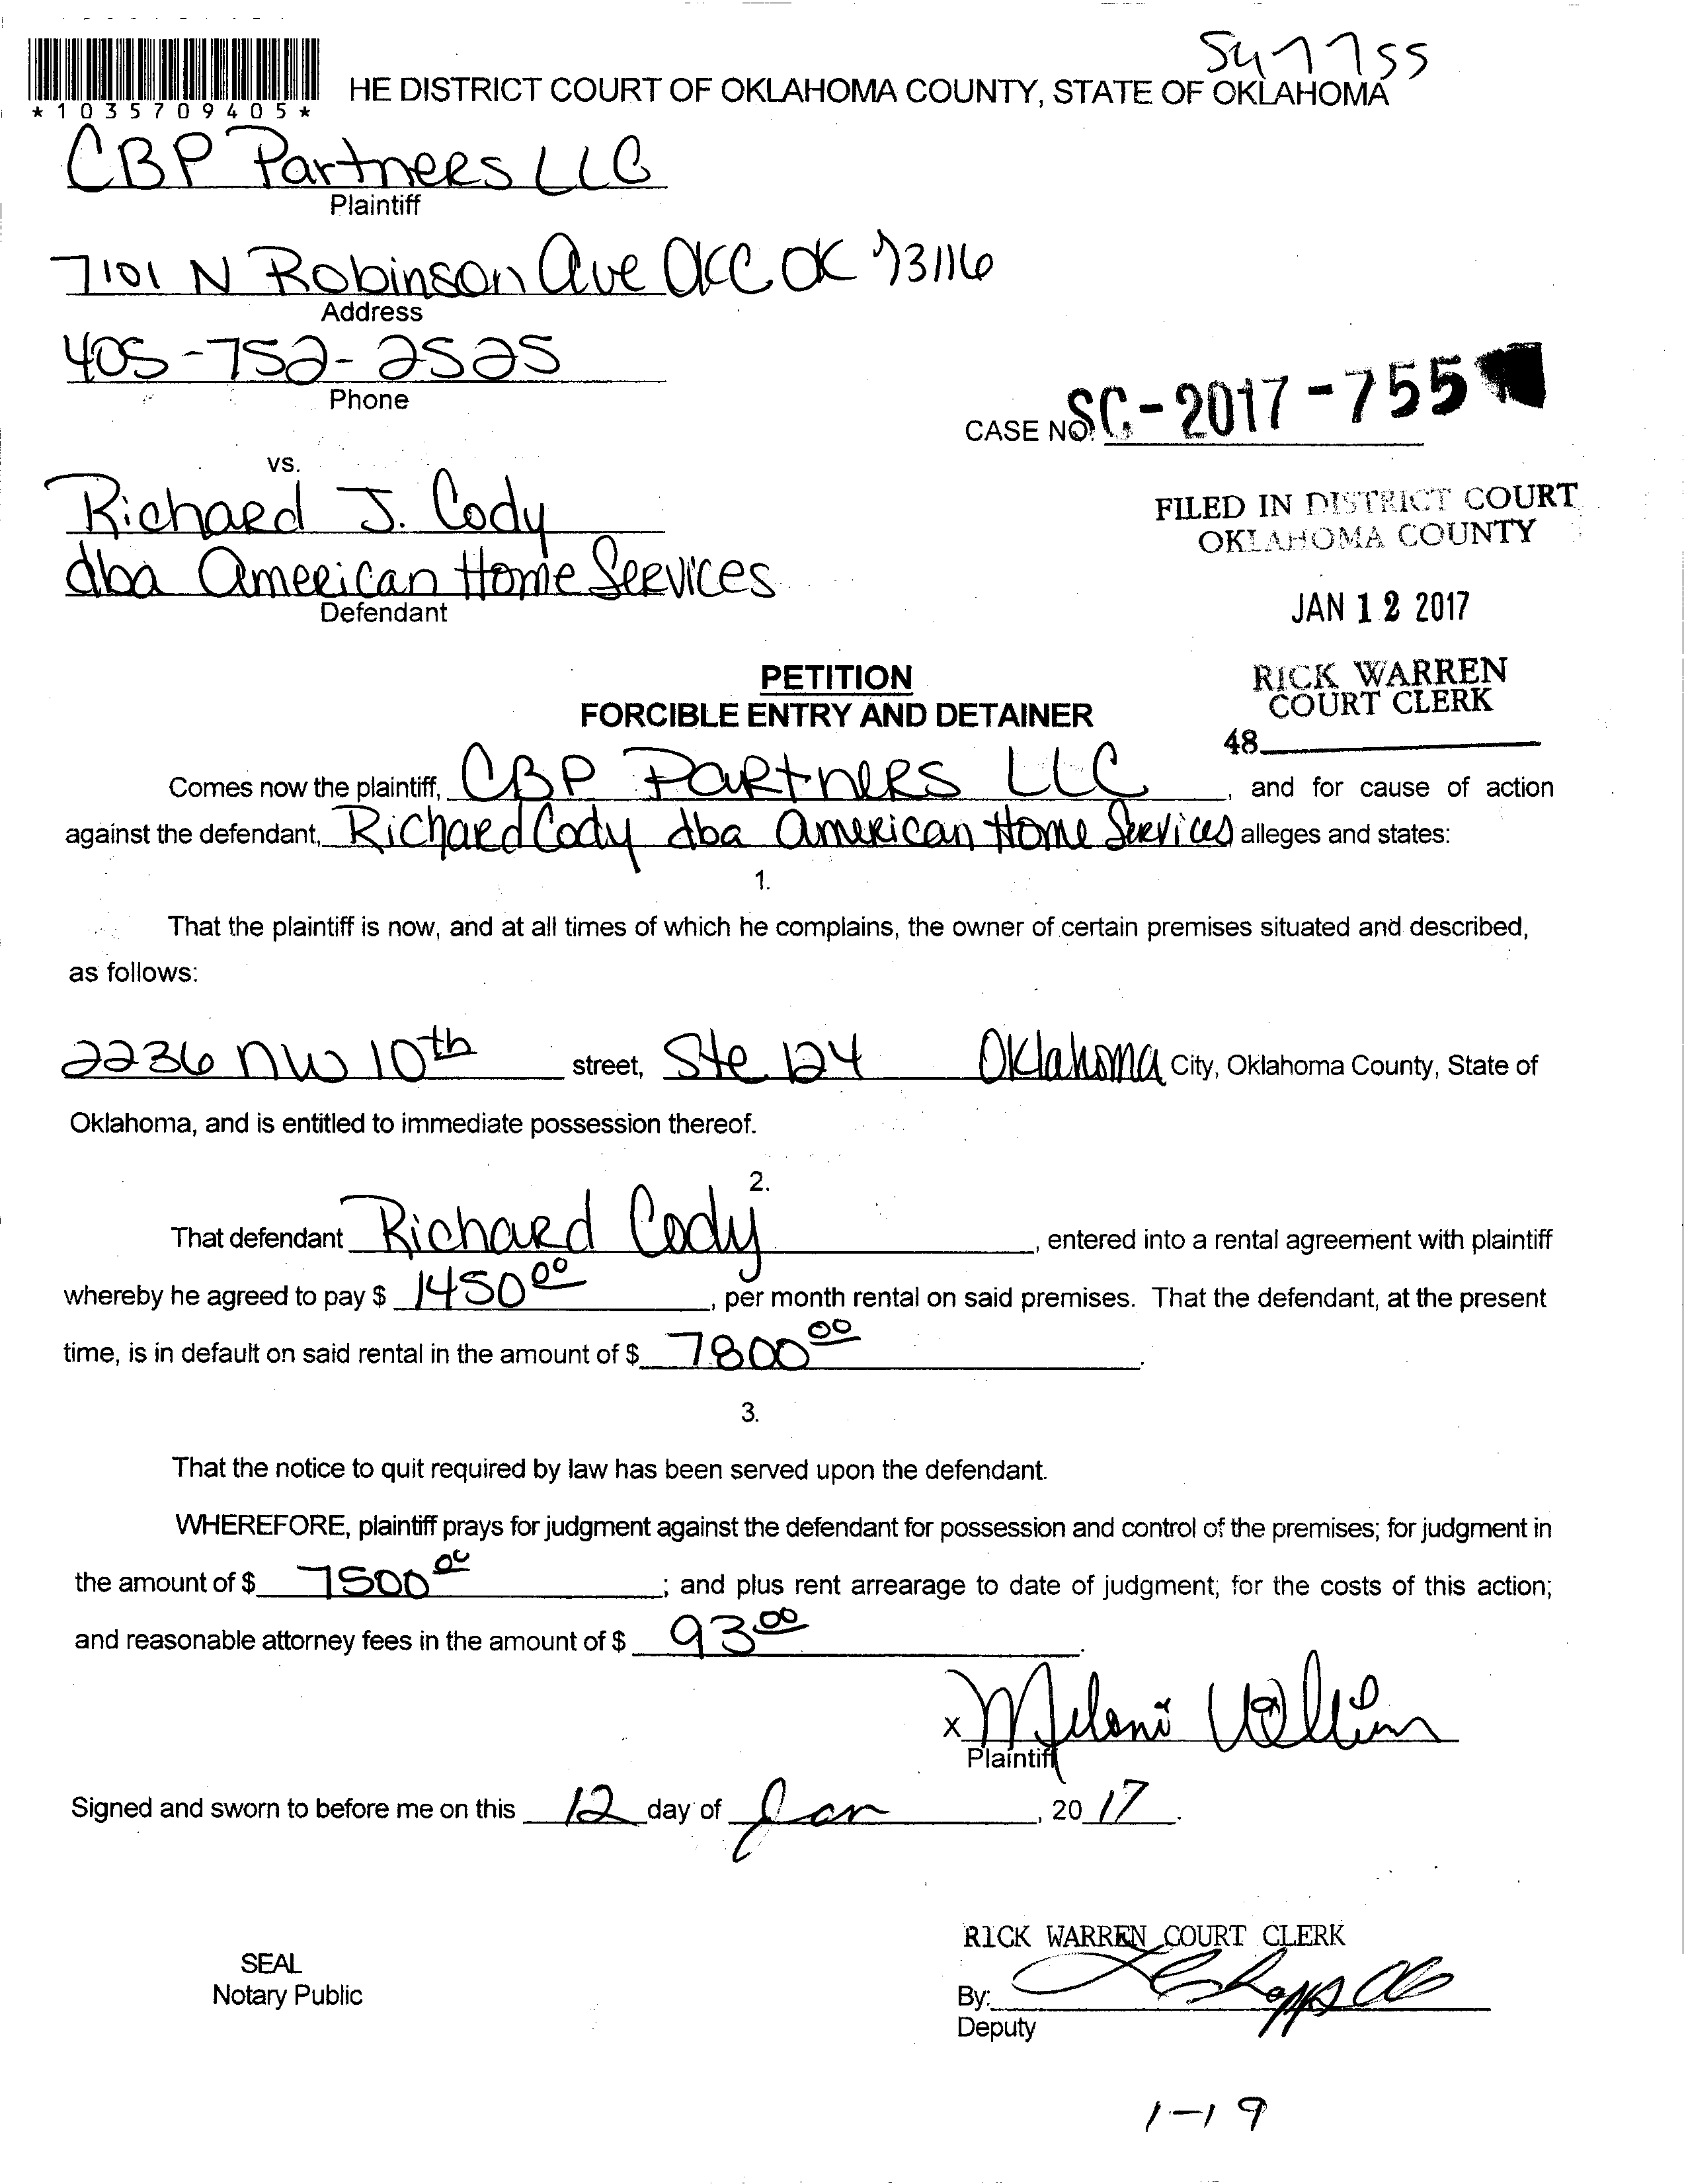 547755
HE DISTRICT COURT OF OKLAHOMA COUNTY, STATE OF OKLAHOMA
*1035709405*
CBP Partners LLC
Plaintiff
7101 N Robinson Ave OKC OK 73116
Address
405-752-2525
Phone
CASE NO. SC-2017-755
vs.
Richard J. Cody
dba American Home Services
Defendant
FILED IN DISTRICT COURT
OKLAHOMA COUNTY
JAN 12 2017
RICK WARREN
COURT CLERK
48
PETITION
FORCIBLE ENTRY AND DETAINER
Comes now the plaintiff, CBP Partners LLC, and for cause of action
against the defendant, Richard Cody dba American Home Services alleges and states:
1.
That the plaintiff is now, and at all times of which he complains, the owner of certain premises situated and described,
as follows:
2236 NW 10th street, Ste 124 Oklahoma City, Oklahoma County, State of
Oklahoma, and is entitled to immediate possession thereof.
2.
That defendant Richard Cody, entered into a rental agreement with plaintiff
whereby he agreed to pay $ 1450 00, per month rental on said premises. That the defendant, at the present
time, is in default on said rental in the amount of $ 7800 00.
3.
That the notice to quit required by law has been served upon the defendant.
WHEREFORE, plaintiff prays for judgment against the defendant for possession and control of the premises; for judgment in
the amount of $ 7500 00; and plus rent arrearage to date of judgment; for the costs of this action;
and reasonable attorney fees in the amount of $ 93 00.
x Melani
Plaintiff
Signed and sworn to before me on this 12 day of Jan, 20 17.
RICK WARREN COURT CLERK
SEAL
Notary Public
By:
Deputy
1-19